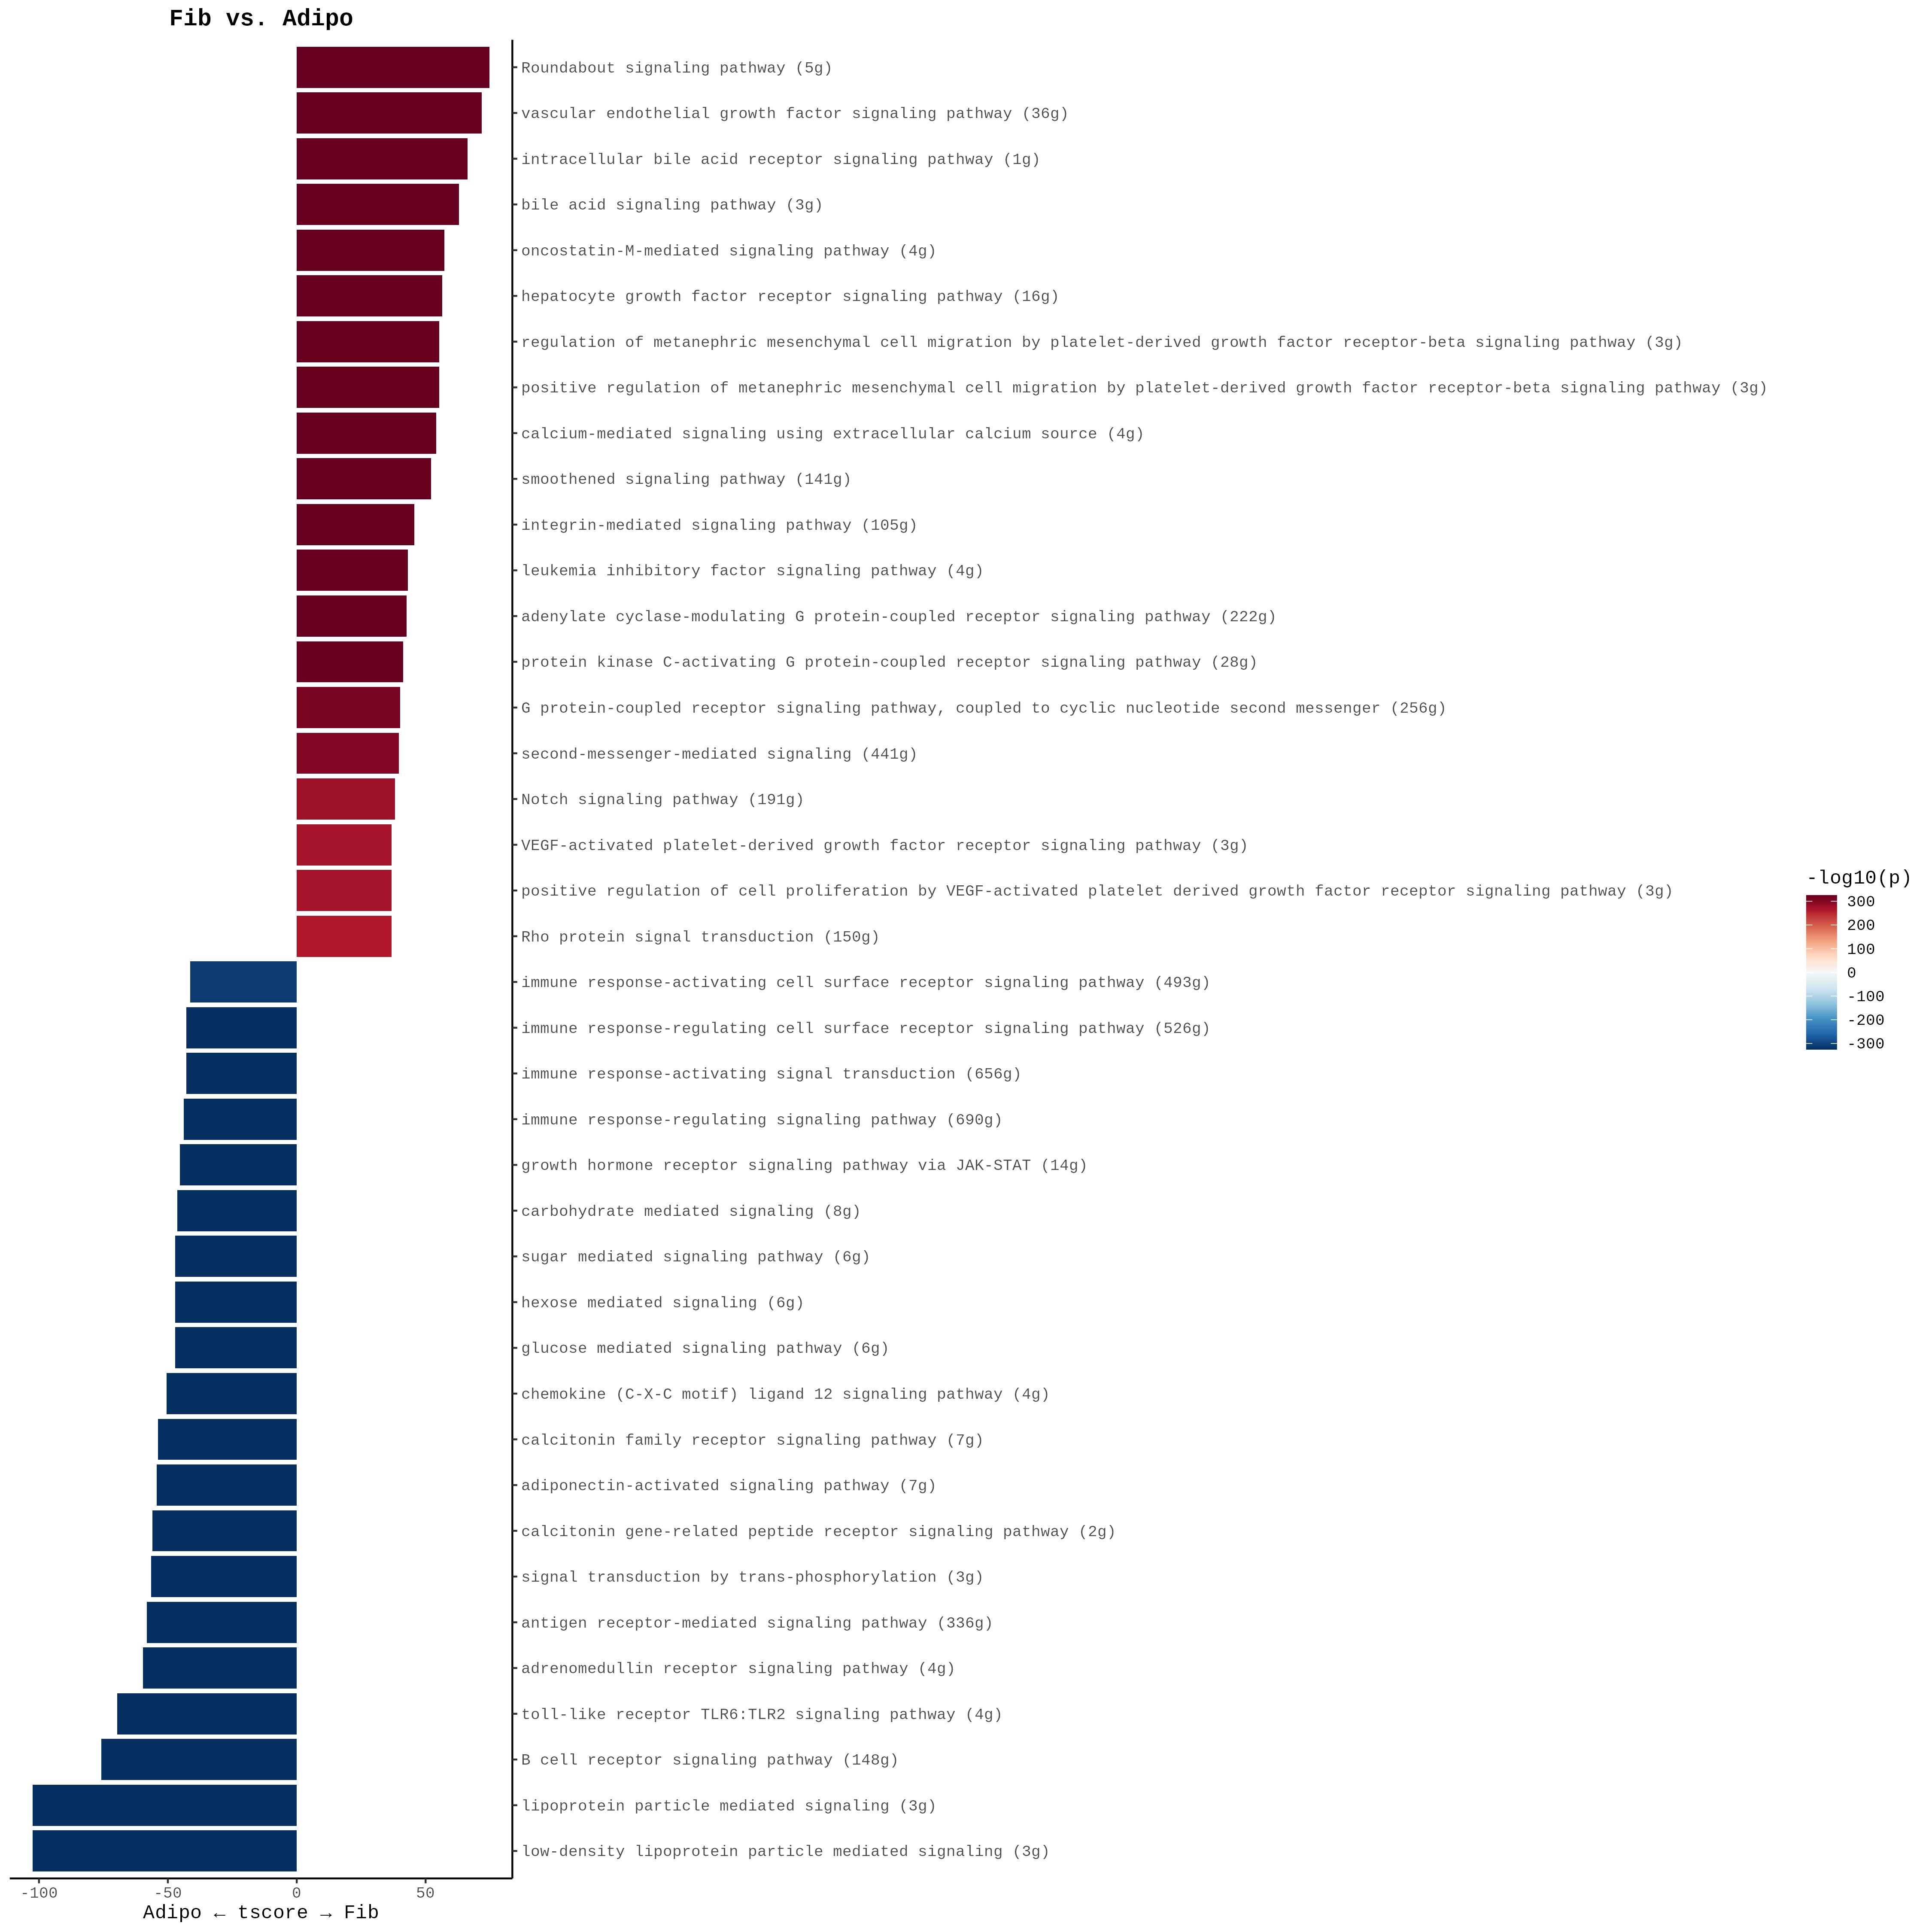 Fib vs. Adipo
Roundabout signaling pathway (5g)
vascular endothelial growth factor signaling pathway (36g)
intracellular bile acid receptor signaling pathway (1g)
bile acid signaling pathway (3g)
oncostatin-M-mediated signaling pathway (4g)
hepatocyte growth factor receptor signaling pathway (16g)
regulation of metanephric mesenchymal cell migration by platelet-derived growth factor receptor-beta signaling pathway (3g)
positive regulation of metanephric mesenchymal cell migration by platelet-derived growth factor receptor-beta signaling pathway (3g)
calcium-mediated signaling using extracellular calcium source (4g)
smoothened signaling pathway (141g)
integrin-mediated signaling pathway (105g)
leukemia inhibitory factor signaling pathway (4g)
adenylate cyclase-modulating G protein-coupled receptor signaling pathway (222g)
protein kinase C-activating G protein-coupled receptor signaling pathway (28g)
G protein-coupled receptor signaling pathway, coupled to cyclic nucleotide second messenger (256g)
second-messenger-mediated signaling (441g)
Notch signaling pathway (191g)
VEGF-activated platelet-derived growth factor receptor signaling pathway (3g)
positive regulation of cell proliferation by VEGF-activated platelet derived growth factor receptor signaling pathway (3g)
Rho protein signal transduction (150g)
immune response-activating cell surface receptor signaling pathway (493g)
immune response-regulating cell surface receptor signaling pathway (526g)
immune response-activating signal transduction (656g)
immune response-regulating signaling pathway (690g)
growth hormone receptor signaling pathway via JAK-STAT (14g)
carbohydrate mediated signaling (8g)
sugar mediated signaling pathway (6g)
hexose mediated signaling (6g)
glucose mediated signaling pathway (6g)
chemokine (C-X-C motif) ligand 12 signaling pathway (4g)
calcitonin family receptor signaling pathway (7g)
adiponectin-activated signaling pathway (7g)
calcitonin gene-related peptide receptor signaling pathway (2g)
signal transduction by trans-phosphorylation (3g)
antigen receptor-mediated signaling pathway (336g)
adrenomedullin receptor signaling pathway (4g)
toll-like receptor TLR6:TLR2 signaling pathway (4g)
B cell receptor signaling pathway (148g)
lipoprotein particle mediated signaling (3g)
low-density lipoprotein particle mediated signaling (3g)
-100 -50 0 50
Adipo ← tscore → Fib
-log10(p)
300
200
100
0
-100
-200
-300